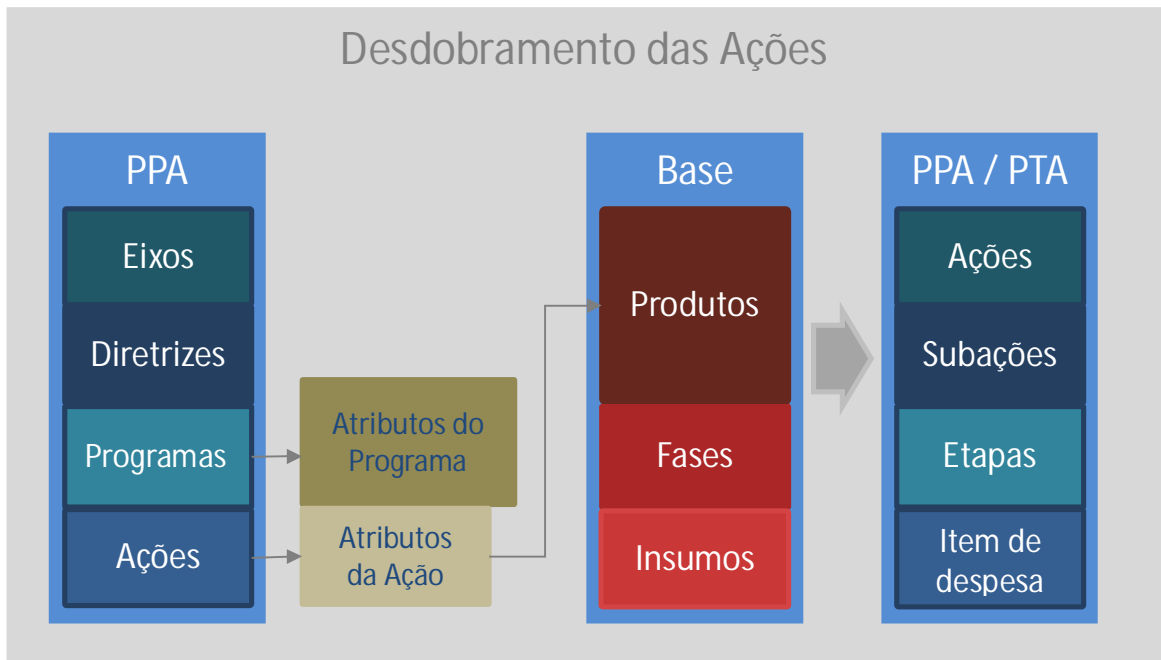 Desdobramento das Ações
PPA
Eixos
Diretrizes
Programas
Ações
Atributos do
Programa
Atributos
da Ação
Base
Produtos
Fases
Insumos
PPA / PTA
Ações
Subações
Etapas
Item de
despesa